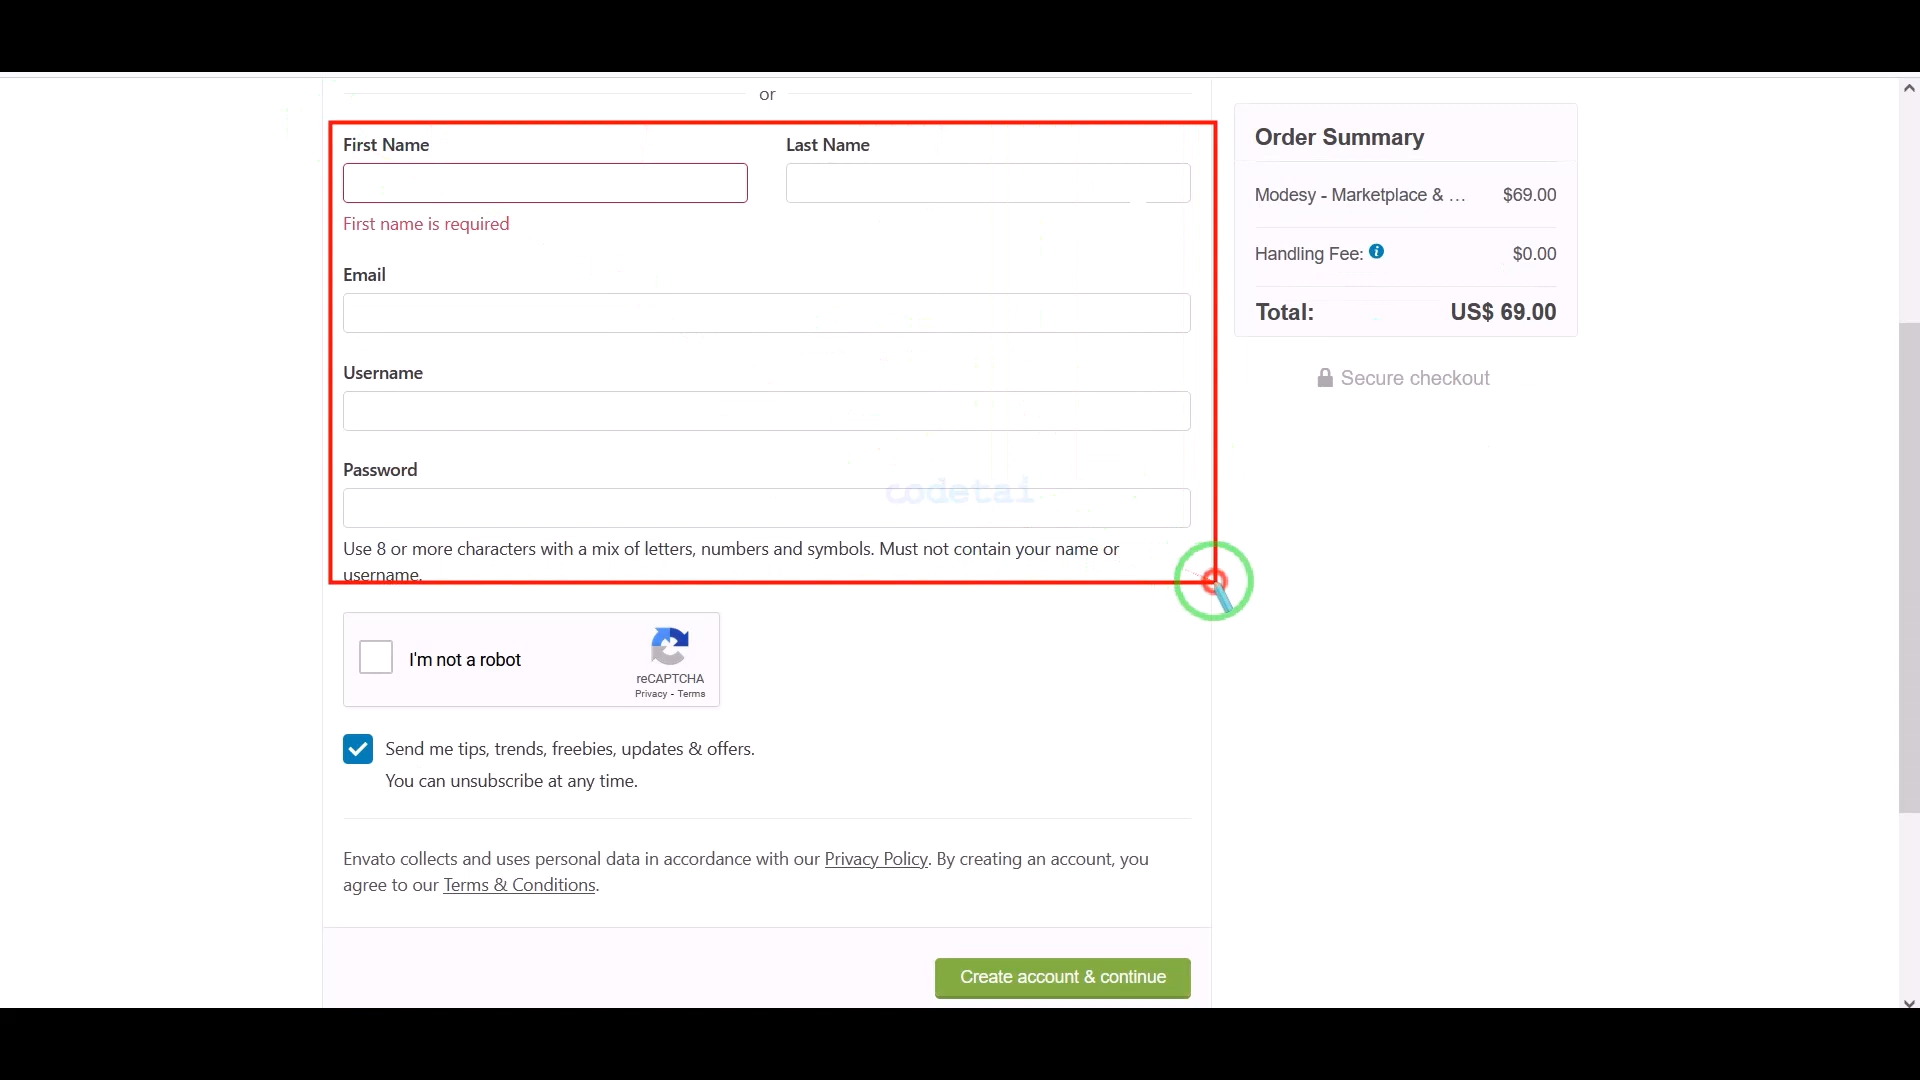 or
First Name
Last Name
First name is required
Email
Username
Password
codetai
Use 8 or more characters with a mix of letters, numbers and symbols. Must not contain your name or
username.
I'm not a robot
reCAPTCHA
Privacy - Terms
Send me tips, trends, freebies, updates & offers.
You can unsubscribe at any time.
Envato collects and uses personal data in accordance with our Privacy Policy. By creating an account, you
agree to our Terms & Conditions.
Create account & continue
Order Summary
Modesy - Marketplace & ... $69.00
Handling Fee: i $0.00
Total: US$ 69.00
Secure checkout